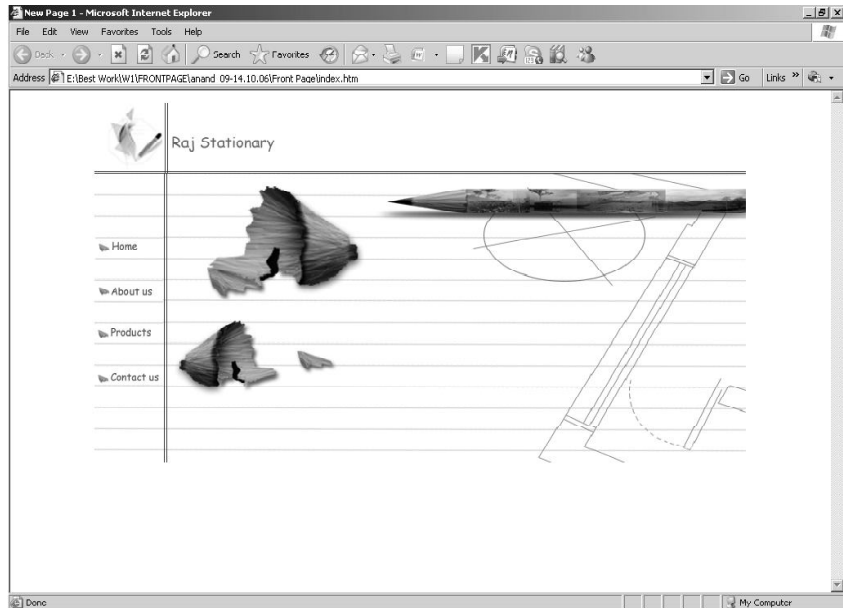 New Page 1 - Microsoft Internet Explorer
File Edit View Favorites Tools Help
Back Search Favorites
Address E:\Best Work\W1\FRONTPAGE\anand 09-14.10.06\Front Page\index.htm Go Links »
Raj Stationary
Home
About us
Products
Contact us
Done My Computer